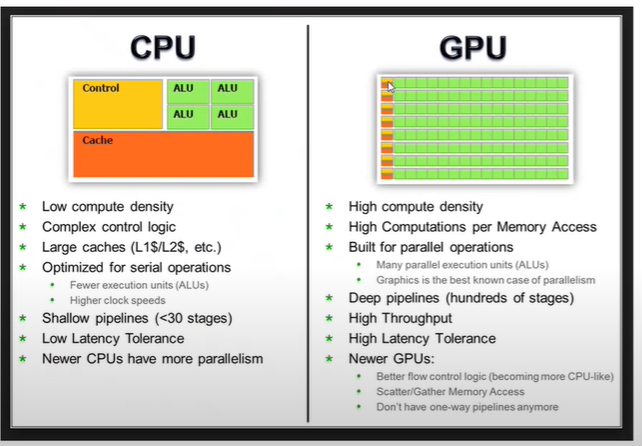 CPU
Control
ALU
ALU
ALU
ALU
Cache
* Low compute density
* Complex control logic
* Large caches (L1$/L2$, etc.)
* Optimized for serial operations
• Fewer execution units (ALUs)
• Higher clock speeds
* Shallow pipelines (<30 stages)
* Low Latency Tolerance
* Newer CPUs have more parallelism
GPU
* High compute density
* High Computations per Memory Access
* Built for parallel operations
• Many parallel execution units (ALUs)
• Graphics is the best known case of parallelism
* Deep pipelines (hundreds of stages)
* High Throughput
* High Latency Tolerance
* Newer GPUs:
• Better flow control logic (becoming more CPU-like)
• Scatter/Gather Memory Access
• Don't have one-way pipelines anymore